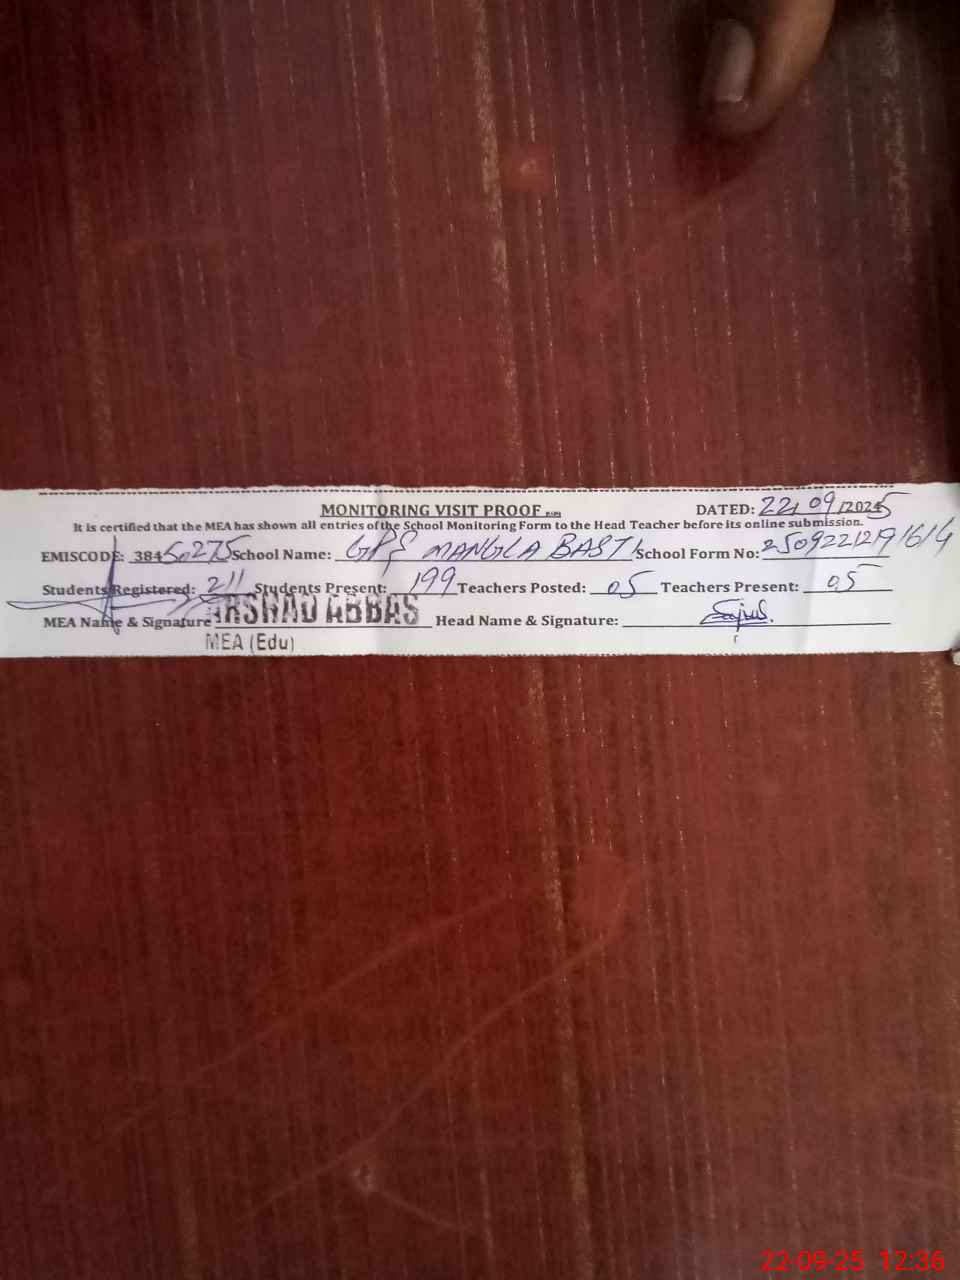 MONITORING VISIT PROOF DATED: 22/09/2025
It is certified that the MEA has shown all entries of the School Monitoring Form to the Head Teacher before its online submission.
EMISCODE: 38450275 School Name: GPS MANGLA BASTI School Form No:
Students Registered: 211 Students Present: 199 Teachers Posted: 05 Teachers Present: 05
MEA Name & Signature ARSHAD ABBAS Head Name & Signature:
MEA (Edu)
22-09-25 12:36